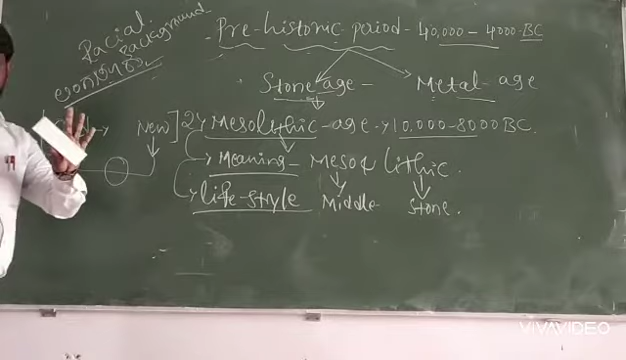 Racial
Background
Pre-historic period - 40,000 - 4000 BC
Stone age - Metal-age
New] 2) Mesolithic-age → 10,000-8000 BC.
→ Meaning - Meso & Lithic.
→ life-style Middle- Stone.
VIVAVIDEO